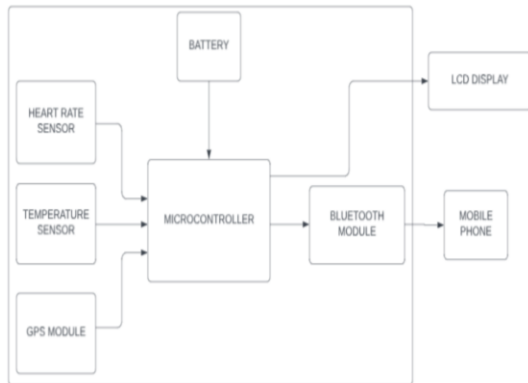 BATTERY
LCD DISPLAY
HEART RATE
SENSOR
TEMPERATURE
SENSOR
MICROCONTROLLER
BLUETOOTH
MODULE
MOBILE
PHONE
GPS MODULE